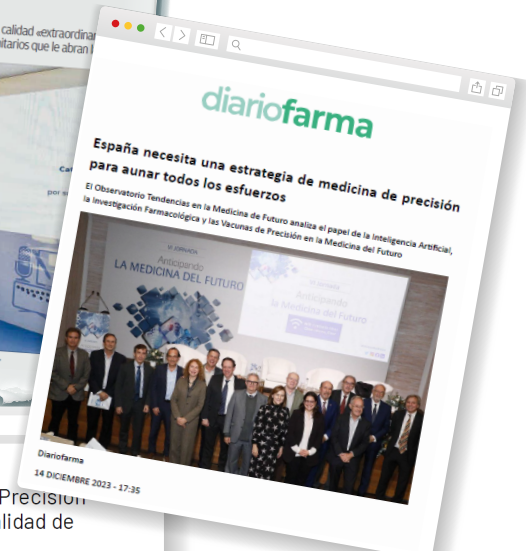 calidad «extraordinar
nitarios que le abran l
diariofarma
España necesita una estrategia de medicina de precisión
para aunar todos los esfuerzos
El Observatorio Tendencias en la Medicina de Futuro analiza el papel de la Inteligencia Artificial,
la Investigación Farmacológica y las Vacunas de Precisión en la Medicina del Futuro
JORNADA
Anticipando
LA MEDICINA DEL FUTURO
Anticipando
la Medicina del Futuro
Diariofarma
14 DICIEMBRE 2023 - 17:35
Precisión
lidad de